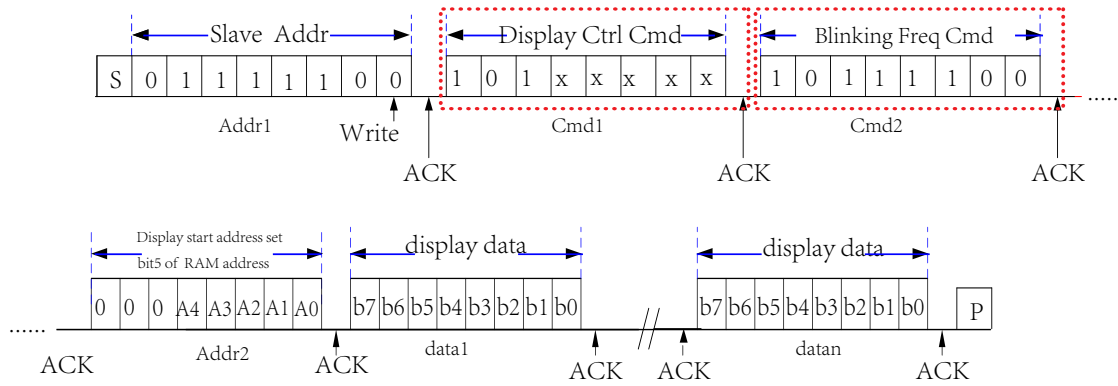 Slave Addr
Display Ctrl Cmd
Blinking Freq Cmd
S 0 1 1 1 1 1 0 0
1 0 1 x x x x x
1 0 1 1 1 1 0 0
......
Addr1
Write
Cmd1
Cmd2
ACK
ACK
ACK
Display start address set
bit5 of RAM address
display data
display data
0 0 0 A4 A3 A2 A1 A0
b7 b6 b5 b4 b3 b2 b1 b0
b7 b6 b5 b4 b3 b2 b1 b0
P
......
//
ACK
Addr2
ACK
data1
ACK
ACK
datan
ACK